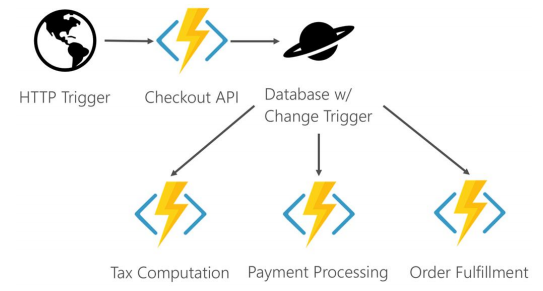 HTTP Trigger
Checkout API
Database w/
Change Trigger
Tax Computation
Payment Processing
Order Fulfillment